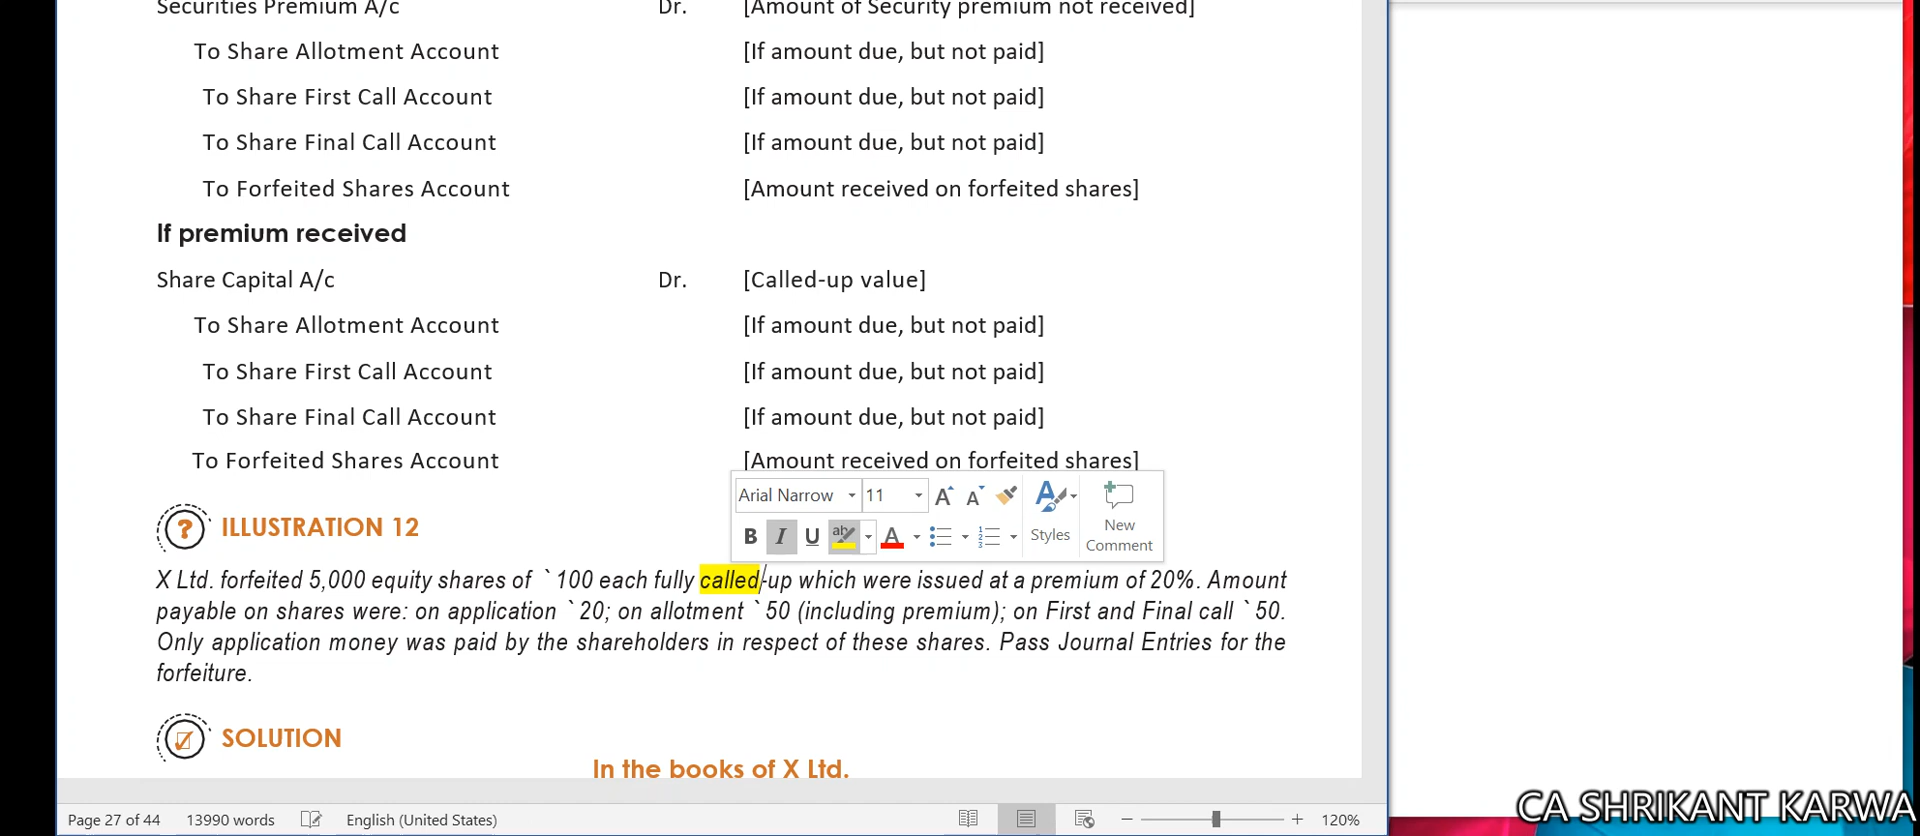 Securities Premium A/c Dr. [Amount of Security premium not received]
To Share Allotment Account [If amount due, but not paid]
To Share First Call Account [If amount due, but not paid]
To Share Final Call Account [If amount due, but not paid]
To Forfeited Shares Account [Amount received on forfeited shares]
If premium received
Share Capital A/c Dr. [Called-up value]
To Share Allotment Account [If amount due, but not paid]
To Share First Call Account [If amount due, but not paid]
To Share Final Call Account [If amount due, but not paid]
To Forfeited Shares Account [Amount received on forfeited shares]
Arial Narrow 11
B I U ab A Styles New Comment
? ILLUSTRATION 12
X Ltd. forfeited 5,000 equity shares of ` 100 each fully called-up which were issued at a premium of 20%. Amount
payable on shares were: on application ` 20; on allotment ` 50 (including premium); on First and Final call ` 50.
Only application money was paid by the shareholders in respect of these shares. Pass Journal Entries for the
forfeiture.
SOLUTION
In the books of X Ltd.
Page 27 of 44 13990 words English (United States) 120%
CA SHRIKANT KARWA